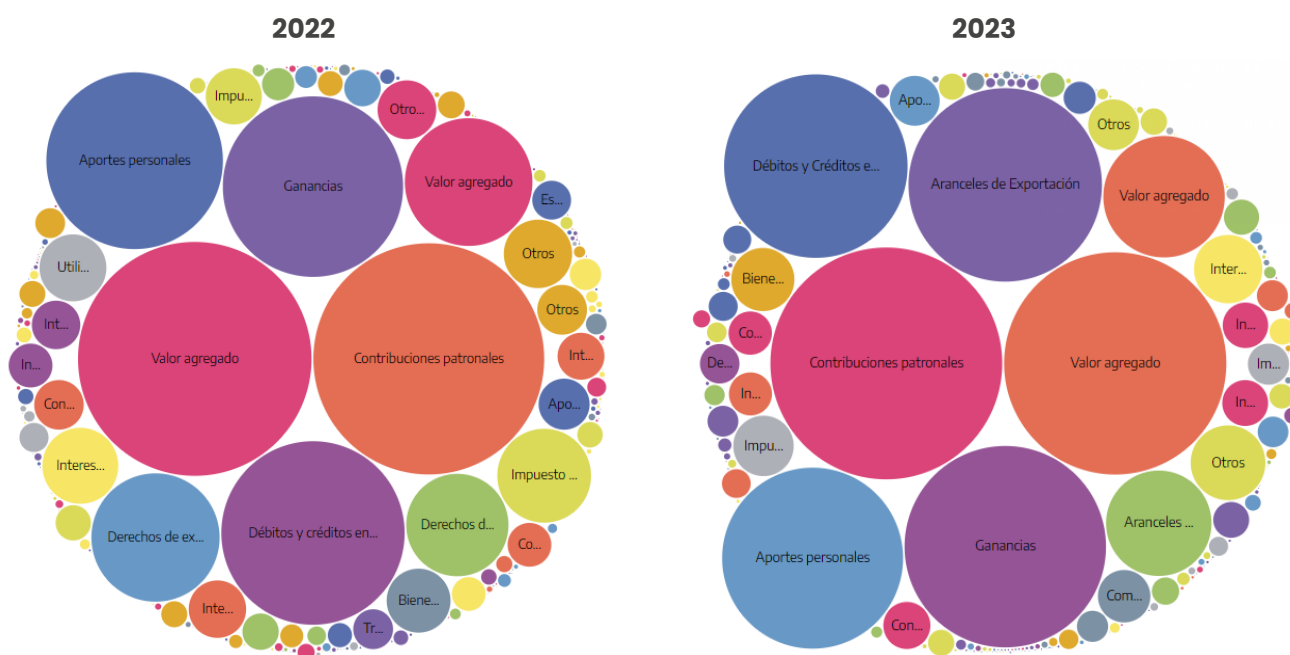 2022
2023
Impu...
Otro...
Aportes personales
Ganancias
Valor agregado
Es...
Utili...
Otros
Otros
Int...
In...
Valor agregado
Contribuciones patronales
Int...
Con...
Apo...
Interes...
Impuesto ...
Derechos de ex...
Débitos y créditos en...
Derechos d...
Co...
Inte...
Tr...
Biene...
Apo...
Otros
Débitos y Créditos e...
Aranceles de Exportación
Valor agregado
Biene...
Inter...
Co...
In...
De...
Contribuciones patronales
Valor agregado
Im...
In...
In...
Impu...
Otros
Aportes personales
Ganancias
Aranceles ...
Com...
Con...